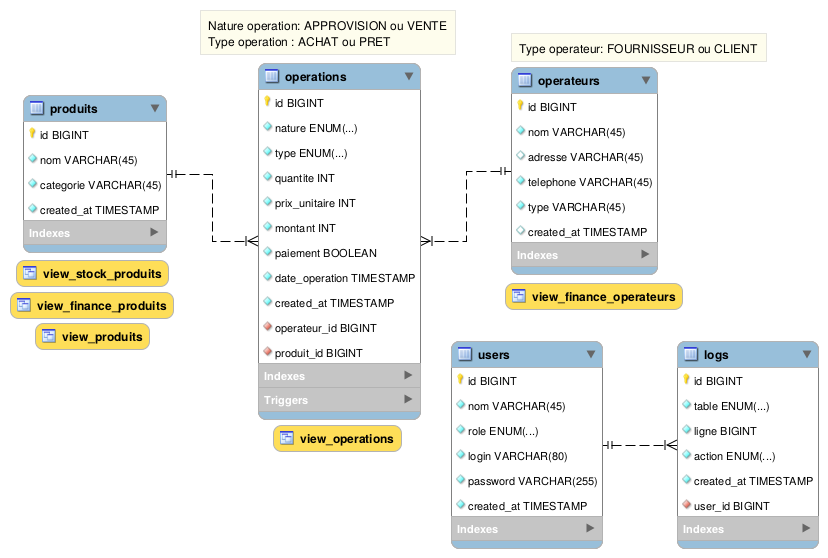 Nature operation: APPROVISION ou VENTE
Type operation : ACHAT ou PRET
Type operateur: FOURNISSEUR ou CLIENT
produits
id BIGINT
nom VARCHAR(45)
categorie VARCHAR(45)
created_at TIMESTAMP
Indexes
view_stock_produits
view_finance_produits
view_produits
operations
id BIGINT
nature ENUM(...)
type ENUM(...)
quantite INT
prix_unitaire INT
montant INT
paiement BOOLEAN
date_operation TIMESTAMP
created_at TIMESTAMP
operateur_id BIGINT
produit_id BIGINT
Indexes
Triggers
view_operations
operateurs
id BIGINT
nom VARCHAR(45)
adresse VARCHAR(45)
telephone VARCHAR(45)
type VARCHAR(45)
created_at TIMESTAMP
Indexes
view_finance_operateurs
users
id BIGINT
nom VARCHAR(45)
role ENUM(...)
login VARCHAR(80)
password VARCHAR(255)
created_at TIMESTAMP
Indexes
logs
id BIGINT
table ENUM(...)
ligne BIGINT
action ENUM(...)
created_at TIMESTAMP
user_id BIGINT
Indexes